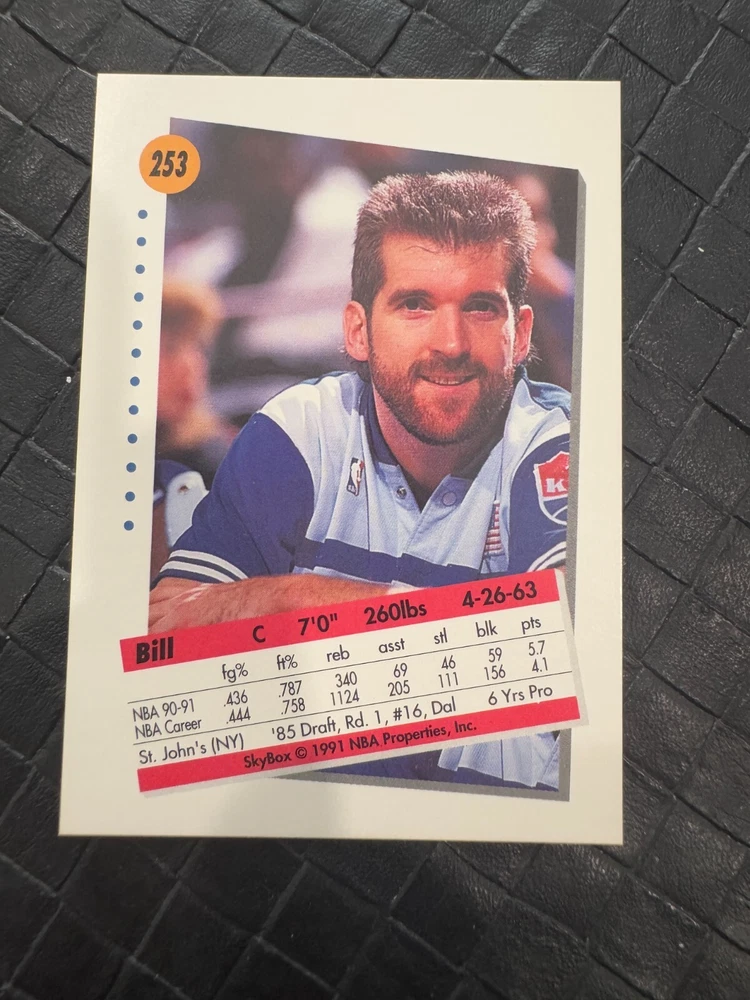 253
K
Bill C 7'0" 260lbs 4-26-63
fg% ft% reb asst stl blk pts
NBA 90-91 .436 .787 340 69 46 59 5.7
NBA Career .444 .758 1124 205 111 156 4.1
St. John's (NY) '85 Draft, Rd. 1, #16, Dal 6 Yrs Pro
SkyBox © 1991 NBA Properties, Inc.